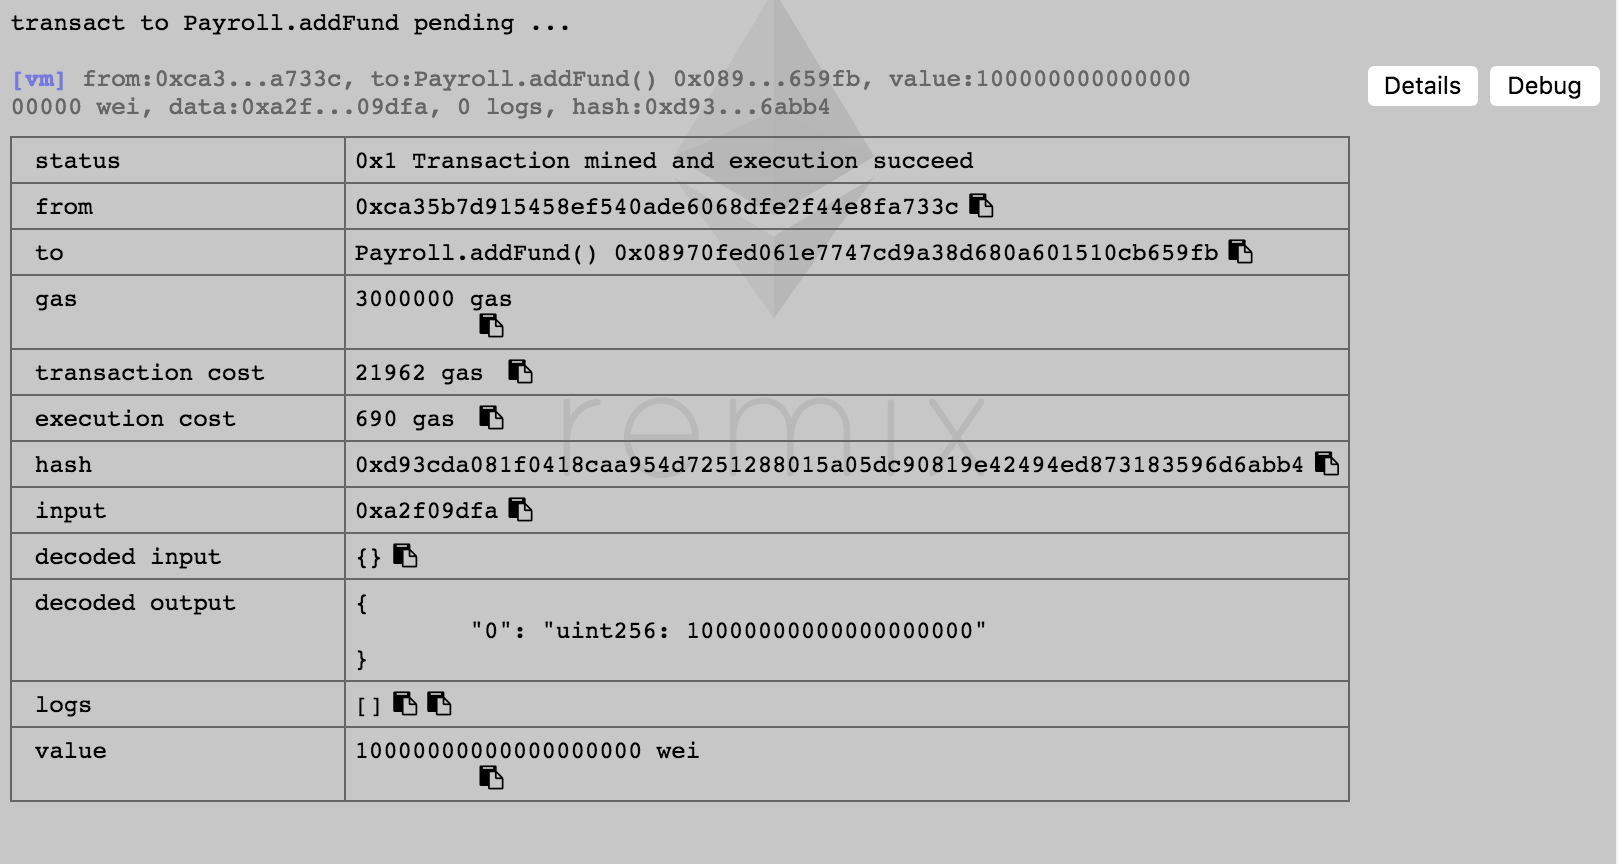 transact to Payroll.addFund pending ...
[vm] from:0xca3...a733c, to:Payroll.addFund() 0x089...659fb, value:100000000000000
00000 wei, data:0xa2f...09dfa, 0 logs, hash:0xd93...6abb4
Details
Debug
status 0x1 Transaction mined and execution succeed
from 0xca35b7d915458ef540ade6068dfe2f44e8fa733c
to Payroll.addFund() 0x08970fed061e7747cd9a38d680a601510cb659fb
gas 3000000 gas
transaction cost 21962 gas
execution cost 690 gas
remix
hash 0xd93cda081f0418caa954d7251288015a05dc90819e42494ed873183596d6abb4
input 0xa2f09dfa
decoded input {}
decoded output {
"0": "uint256: 10000000000000000000"
}
logs []
value 10000000000000000000 wei